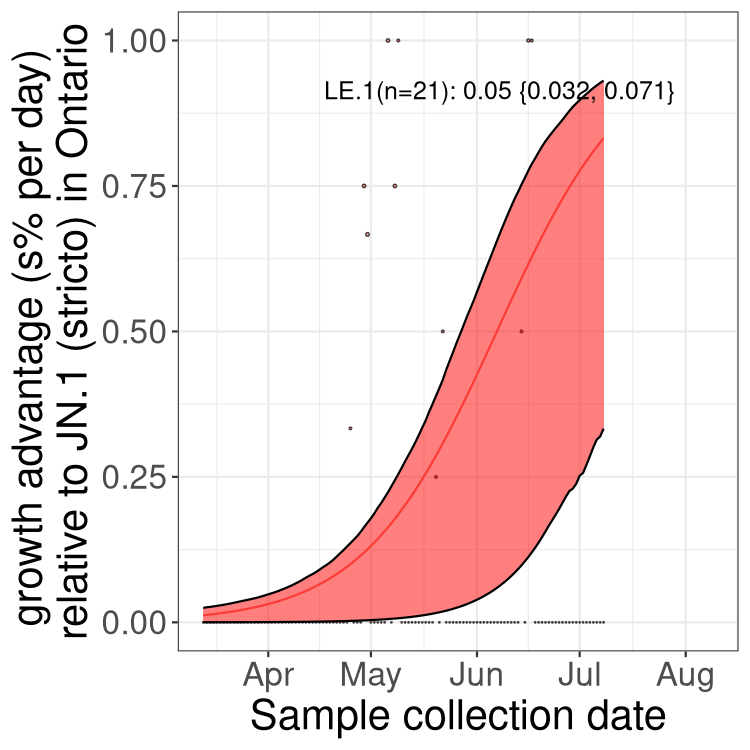 growth advantage (s% per day)
relative to JN.1 (stricto) in Ontario
1.00
0.75
0.50
0.25
0.00
LE.1(n=21): 0.05 {0.032, 0.071}
Apr May Jun Jul Aug
Sample collection date